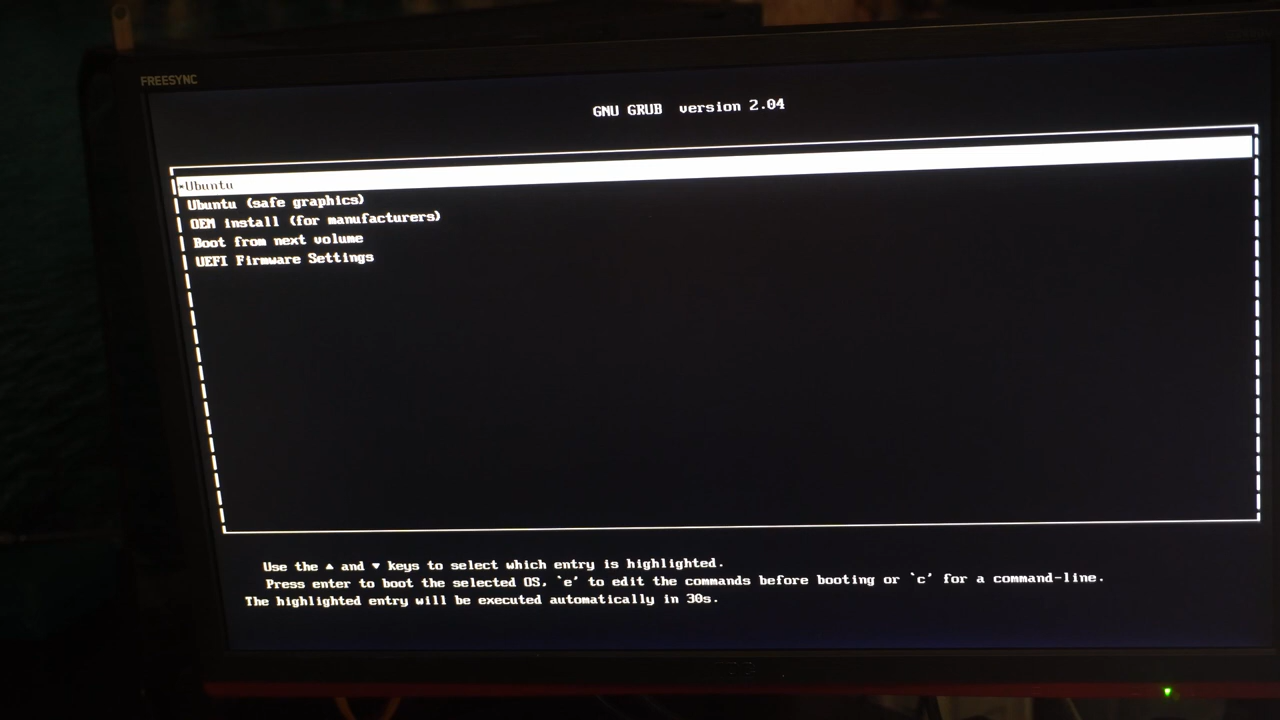 FREESYNC
GNU GRUB version 2.04
*Ubuntu
Ubuntu (safe graphics)
OEM install (for manufacturers)
Boot from next volume
UEFI Firmware Settings
Use the ▲ and ▼ keys to select which entry is highlighted.
Press enter to boot the selected OS, `e' to edit the commands before booting or `c' for a command-line.
The highlighted entry will be executed automatically in 30s.